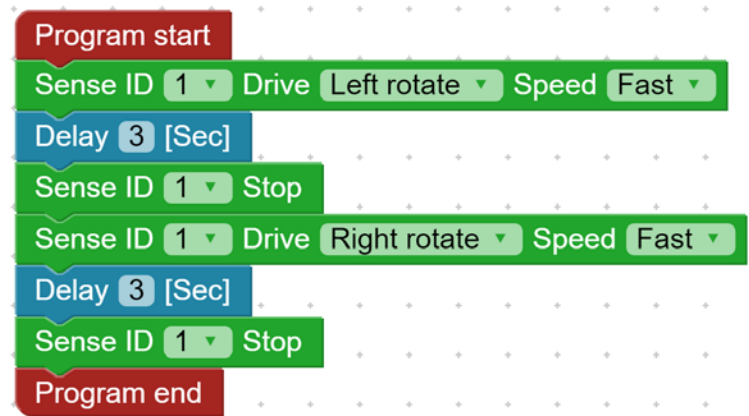 Program start
Sense ID 1 Drive Left rotate Speed Fast
Delay 3 [Sec]
Sense ID 1 Stop
Sense ID 1 Drive Right rotate Speed Fast
Delay 3 [Sec]
Sense ID 1 Stop
Program end